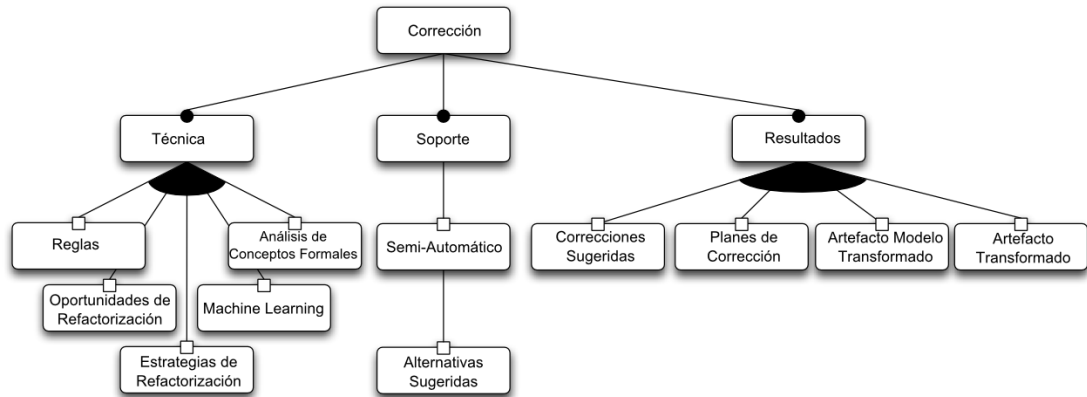 Corrección
Técnica
Soporte
Resultados
Reglas
Análisis de
Conceptos Formales
Semi-Automático
Correcciones
Sugeridas
Planes de
Corrección
Artefacto Modelo
Transformado
Artefacto
Transformado
Oportunidades de
Refactorización
Machine Learning
Estrategias de
Refactorización
Alternativas
Sugeridas